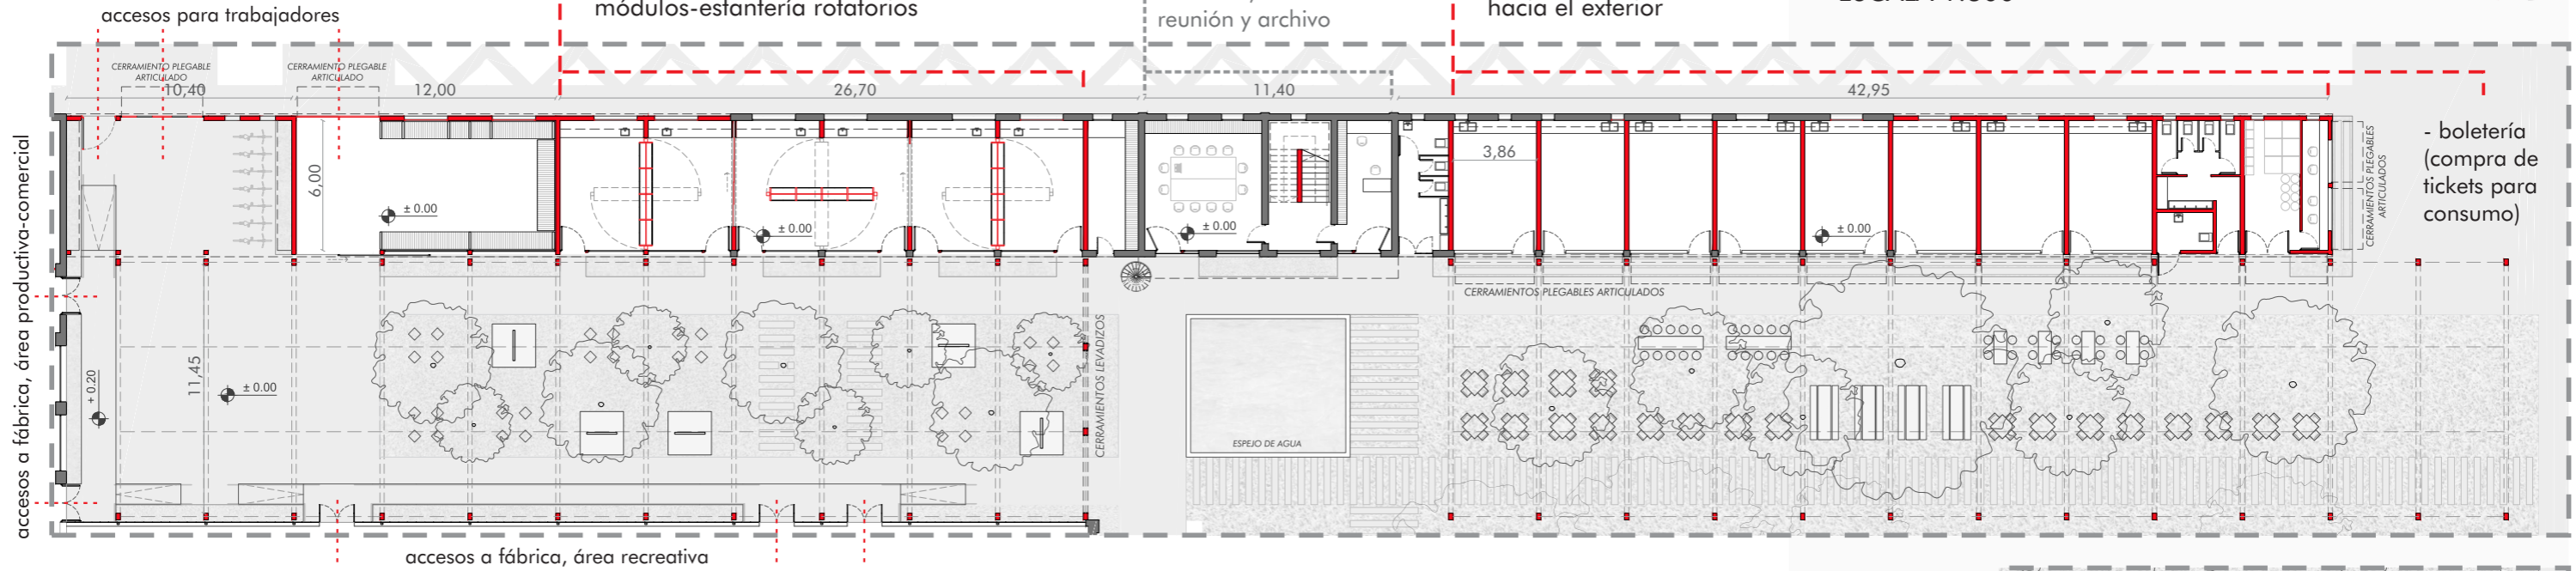 accesos para trabajadores
módulos-estantería rotatorios
reunión y archivo
hacia el exterior
CERRAMIENTO PLEGABLE
ARTICULADO
CERRAMIENTO PLEGABLE
ARTICULADO
10,40
12,00
26,70
11,40
42,95
- boletería
(compra de
tickets para
consumo)
CERRAMIENTOS PLEGABLES
ARTICULADOS
6,00
3,86
± 0.00
± 0.00
± 0.00
± 0.00
accesos a fábrica, área productiva-comercial
CERRAMIENTOS PLEGABLES ARTICULADOS
CERRAMIENTOS LEVADIZOS
11,45
± 0.00
+ 0.20
ESPEJO DE AGUA
accesos a fábrica, área recreativa